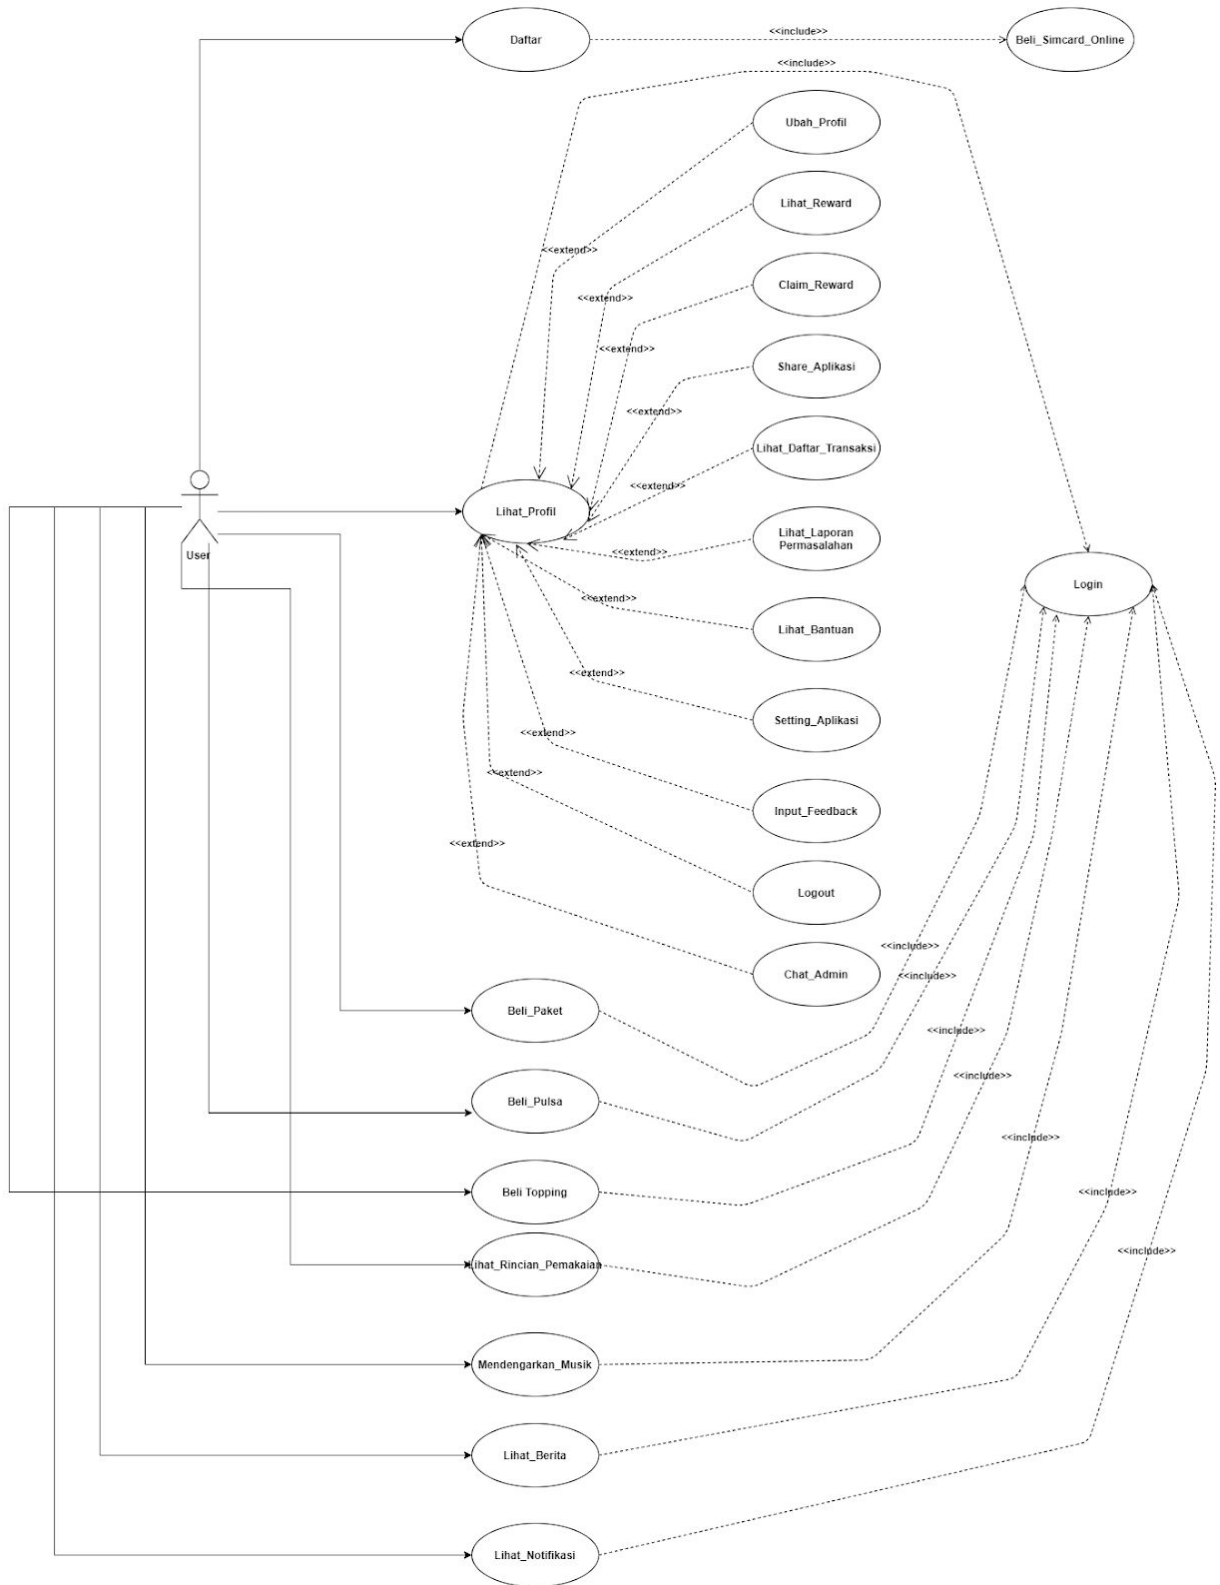 Daftar
<<include>>
Beli_Simcard_Online
<<include>>
Ubah_Profil
Lihat_Reward
<<extend>>
<<extend>>
Claim_Reward
<<extend>>
Share_Aplikasi
<<extend>>
Lihat_Daftar_Transaksi
<<extend>>
Lihat_Profil
User
Lihat_Laporan
Permasalahan
<<extend>>
Login
<<extend>>
Lihat_Bantuan
<<extend>>
Setting_Aplikasi
<<extend>>
<<extend>>
Input_Feedback
<<extend>>
Logout
<<include>>
Chat_Admin
<<include>>
Beli_Paket
<<include>>
<<include>>
Beli_Pulsa
<<include>>
Beli Topping
<<include>>
<<include>>
Lihat_Rincian_Pemakaian
Mendengarkan_Musik
Lihat_Berita
Lihat_Notifikasi